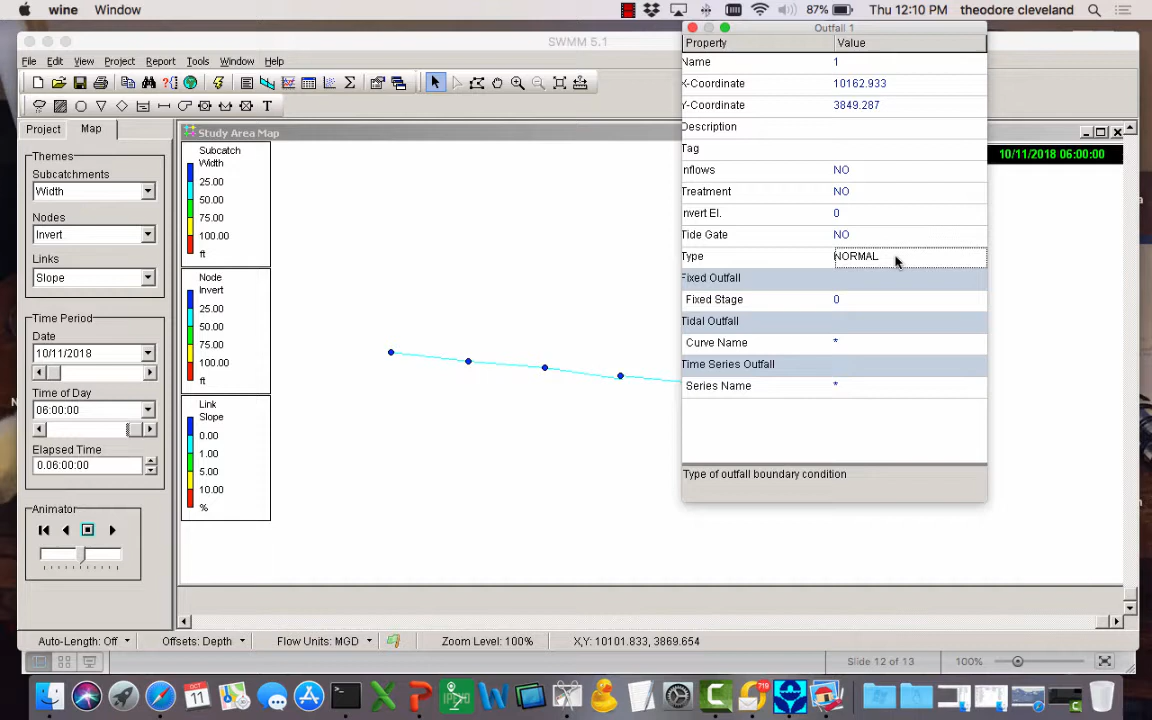 wine Window 87% Thu 12:10 PM theodore cleveland
SWMM 5.1
File Edit View Project Report Tools Window Help
Project Map
Themes
Subcatchments
Width
Nodes
Invert
Links
Slope
Time Period
Date
10/11/2018
Time of Day
06:00:00
Elapsed Time
0.06:00:00
Animator
Study Area Map
Subcatch
Width
25.00
50.00
75.00
100.00
ft
Node
Invert
25.00
50.00
75.00
100.00
ft
Link
Slope
0.00
1.00
5.00
10.00
%
10/11/2018 06:00:00
Outfall 1
Property Value
Name 1
X-Coordinate 10162.933
Y-Coordinate 3849.287
Description
Tag
nflows NO
Treatment NO
nvert El. 0
Tide Gate NO
Type NORMAL
Fixed Outfall
Fixed Stage 0
Tidal Outfall
Curve Name *
Time Series Outfall
Series Name *
Type of outfall boundary condition
Auto-Length: Off Offsets: Depth Flow Units: MGD Zoom Level: 100% X,Y: 10101.833, 3869.654
Slide 12 of 13 100%